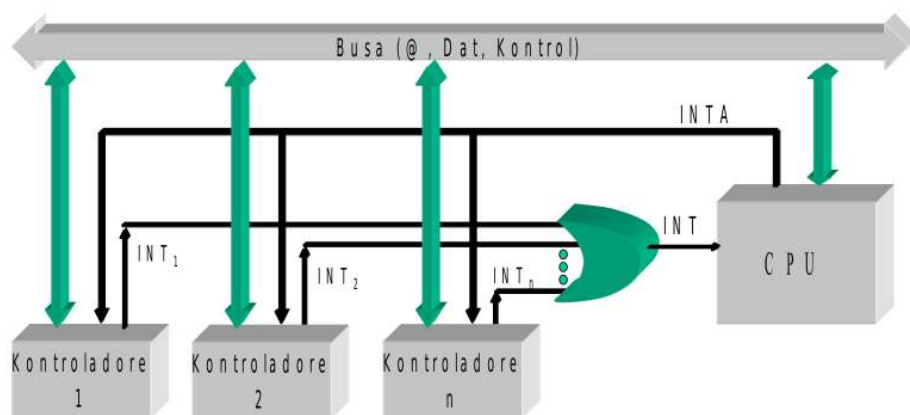 Busa (@, Dat, Kontrol)
INTA
INT₁
INT₂
INTₙ
INT
CPU
Kontroladore
1
Kontroladore
2
Kontroladore
n